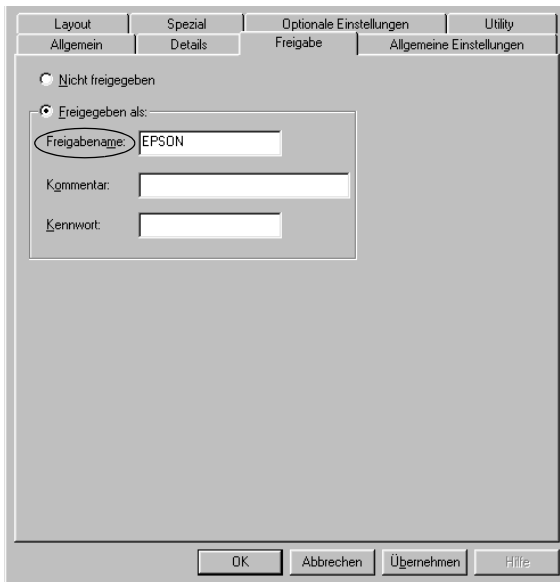 Layout Spezial Optionale Einstellungen Utility
Allgemein Details Freigabe Allgemeine Einstellungen
Nicht freigegeben
Freigegeben als:
Freigabename: EPSON
Kommentar:
Kennwort:
OK Abbrechen Übernehmen Hilfe